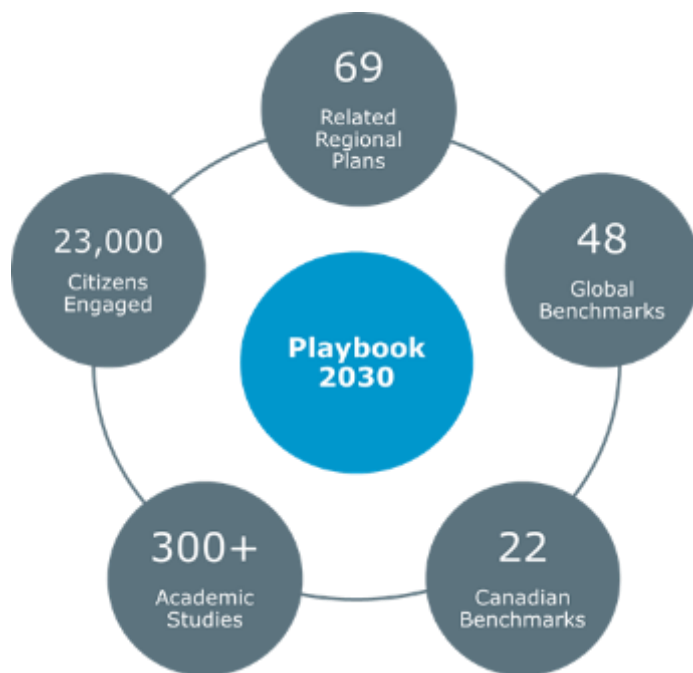 69
Related
Regional
Plans
23,000
Citizens
Engaged
48
Global
Benchmarks
Playbook
2030
300+
Academic
Studies
22
Canadian
Benchmarks